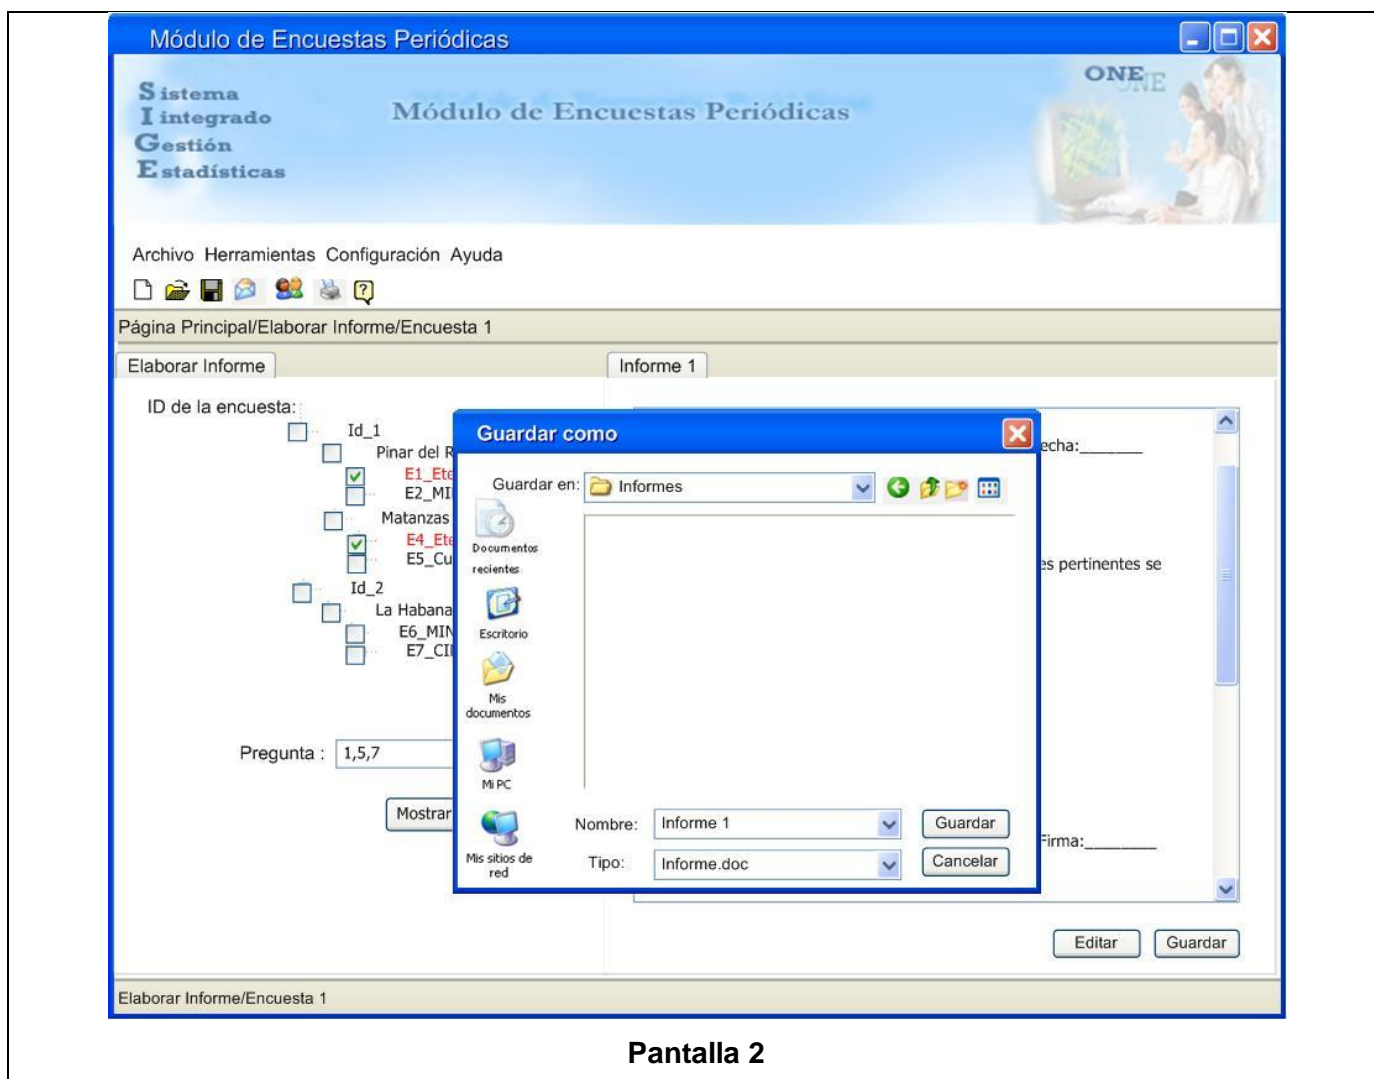 Módulo de Encuestas Periódicas
Sistema
Iintegrado
Gestión
Estadísticas
Módulo de Encuestas Periódicas
ONE
Archivo Herramientas Configuración Ayuda
Página Principal/Elaborar Informe/Encuesta 1
Elaborar Informe
Informe 1
ID de la encuesta:
Id_1
Pinar del R
E1_Ete
E2_MI
Matanzas
E4_Ete
E5_Cu
Id_2
La Habana
E6_MIN
E7_CI
Pregunta : 1,5,7
Mostrar
Guardar como
Guardar en: Informes
Documentos
recientes
Escritorio
Mis
documentos
Mi PC
Mis sitios de
red
Nombre: Informe 1 Guardar
Tipo: Informe.doc Cancelar
echa:_______
es pertinentes se
Firma:________
Editar Guardar
Elaborar Informe/Encuesta 1
Pantalla 2